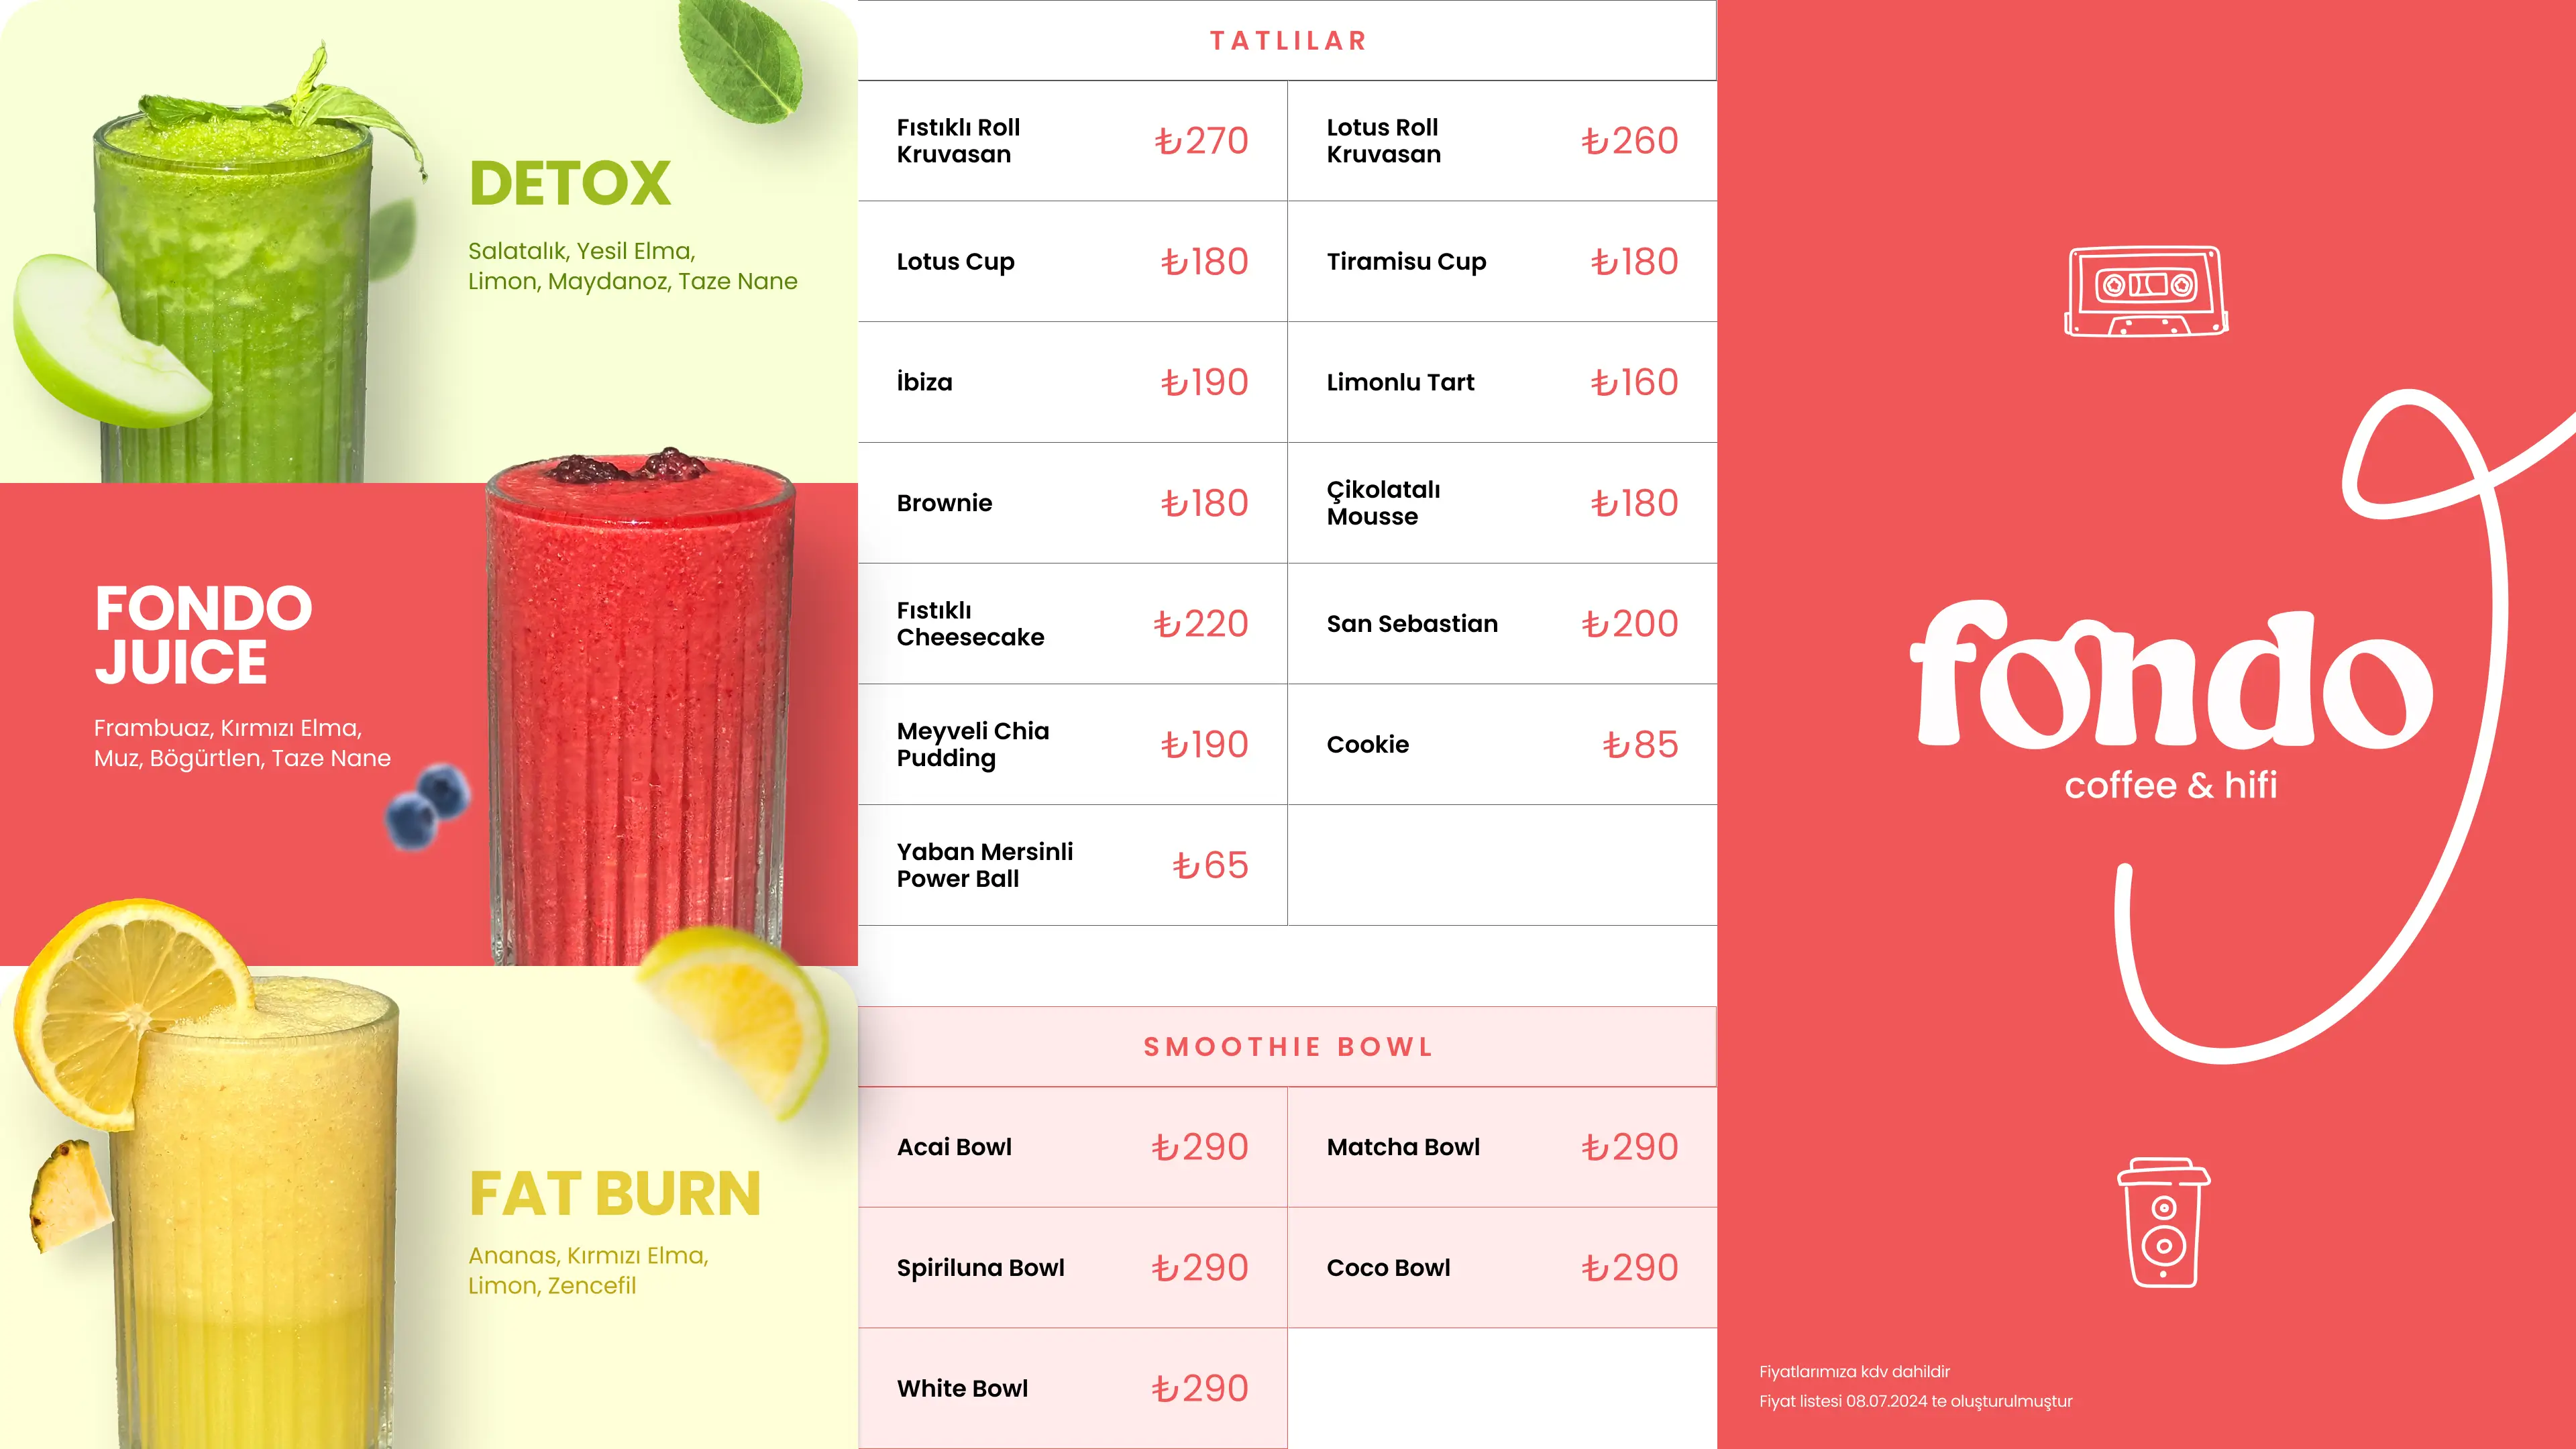 DETOX
Salatalık, Yesil Elma,
Limon, Maydanoz, Taze Nane
FONDO
JUICE
Frambuaz, Kırmızı Elma,
Muz, Bögürtlen, Taze Nane
FAT BURN
Ananas, Kırmızı Elma,
Limon, Zencefil
TATLILAR
Fıstıklı Roll
Kruvasan
₺270
Lotus Roll
Kruvasan
₺260
Lotus Cup ₺180
Tiramisu Cup ₺180
İbiza ₺190
Limonlu Tart ₺160
Brownie ₺180
Çikolatalı
Mousse
₺180
Fıstıklı
Cheesecake
₺220
San Sebastian ₺200
Meyveli Chia
Pudding
₺190
Cookie ₺85
Yaban Mersinli
Power Ball
₺65
SMOOTHIE BOWL
Acai Bowl ₺290
Matcha Bowl ₺290
Spiriluna Bowl ₺290
Coco Bowl ₺290
White Bowl ₺290
fondo
coffee & hifi
Fiyatlarımıza kdv dahildir
Fiyat listesi 08.07.2024 te oluşturulmuştur